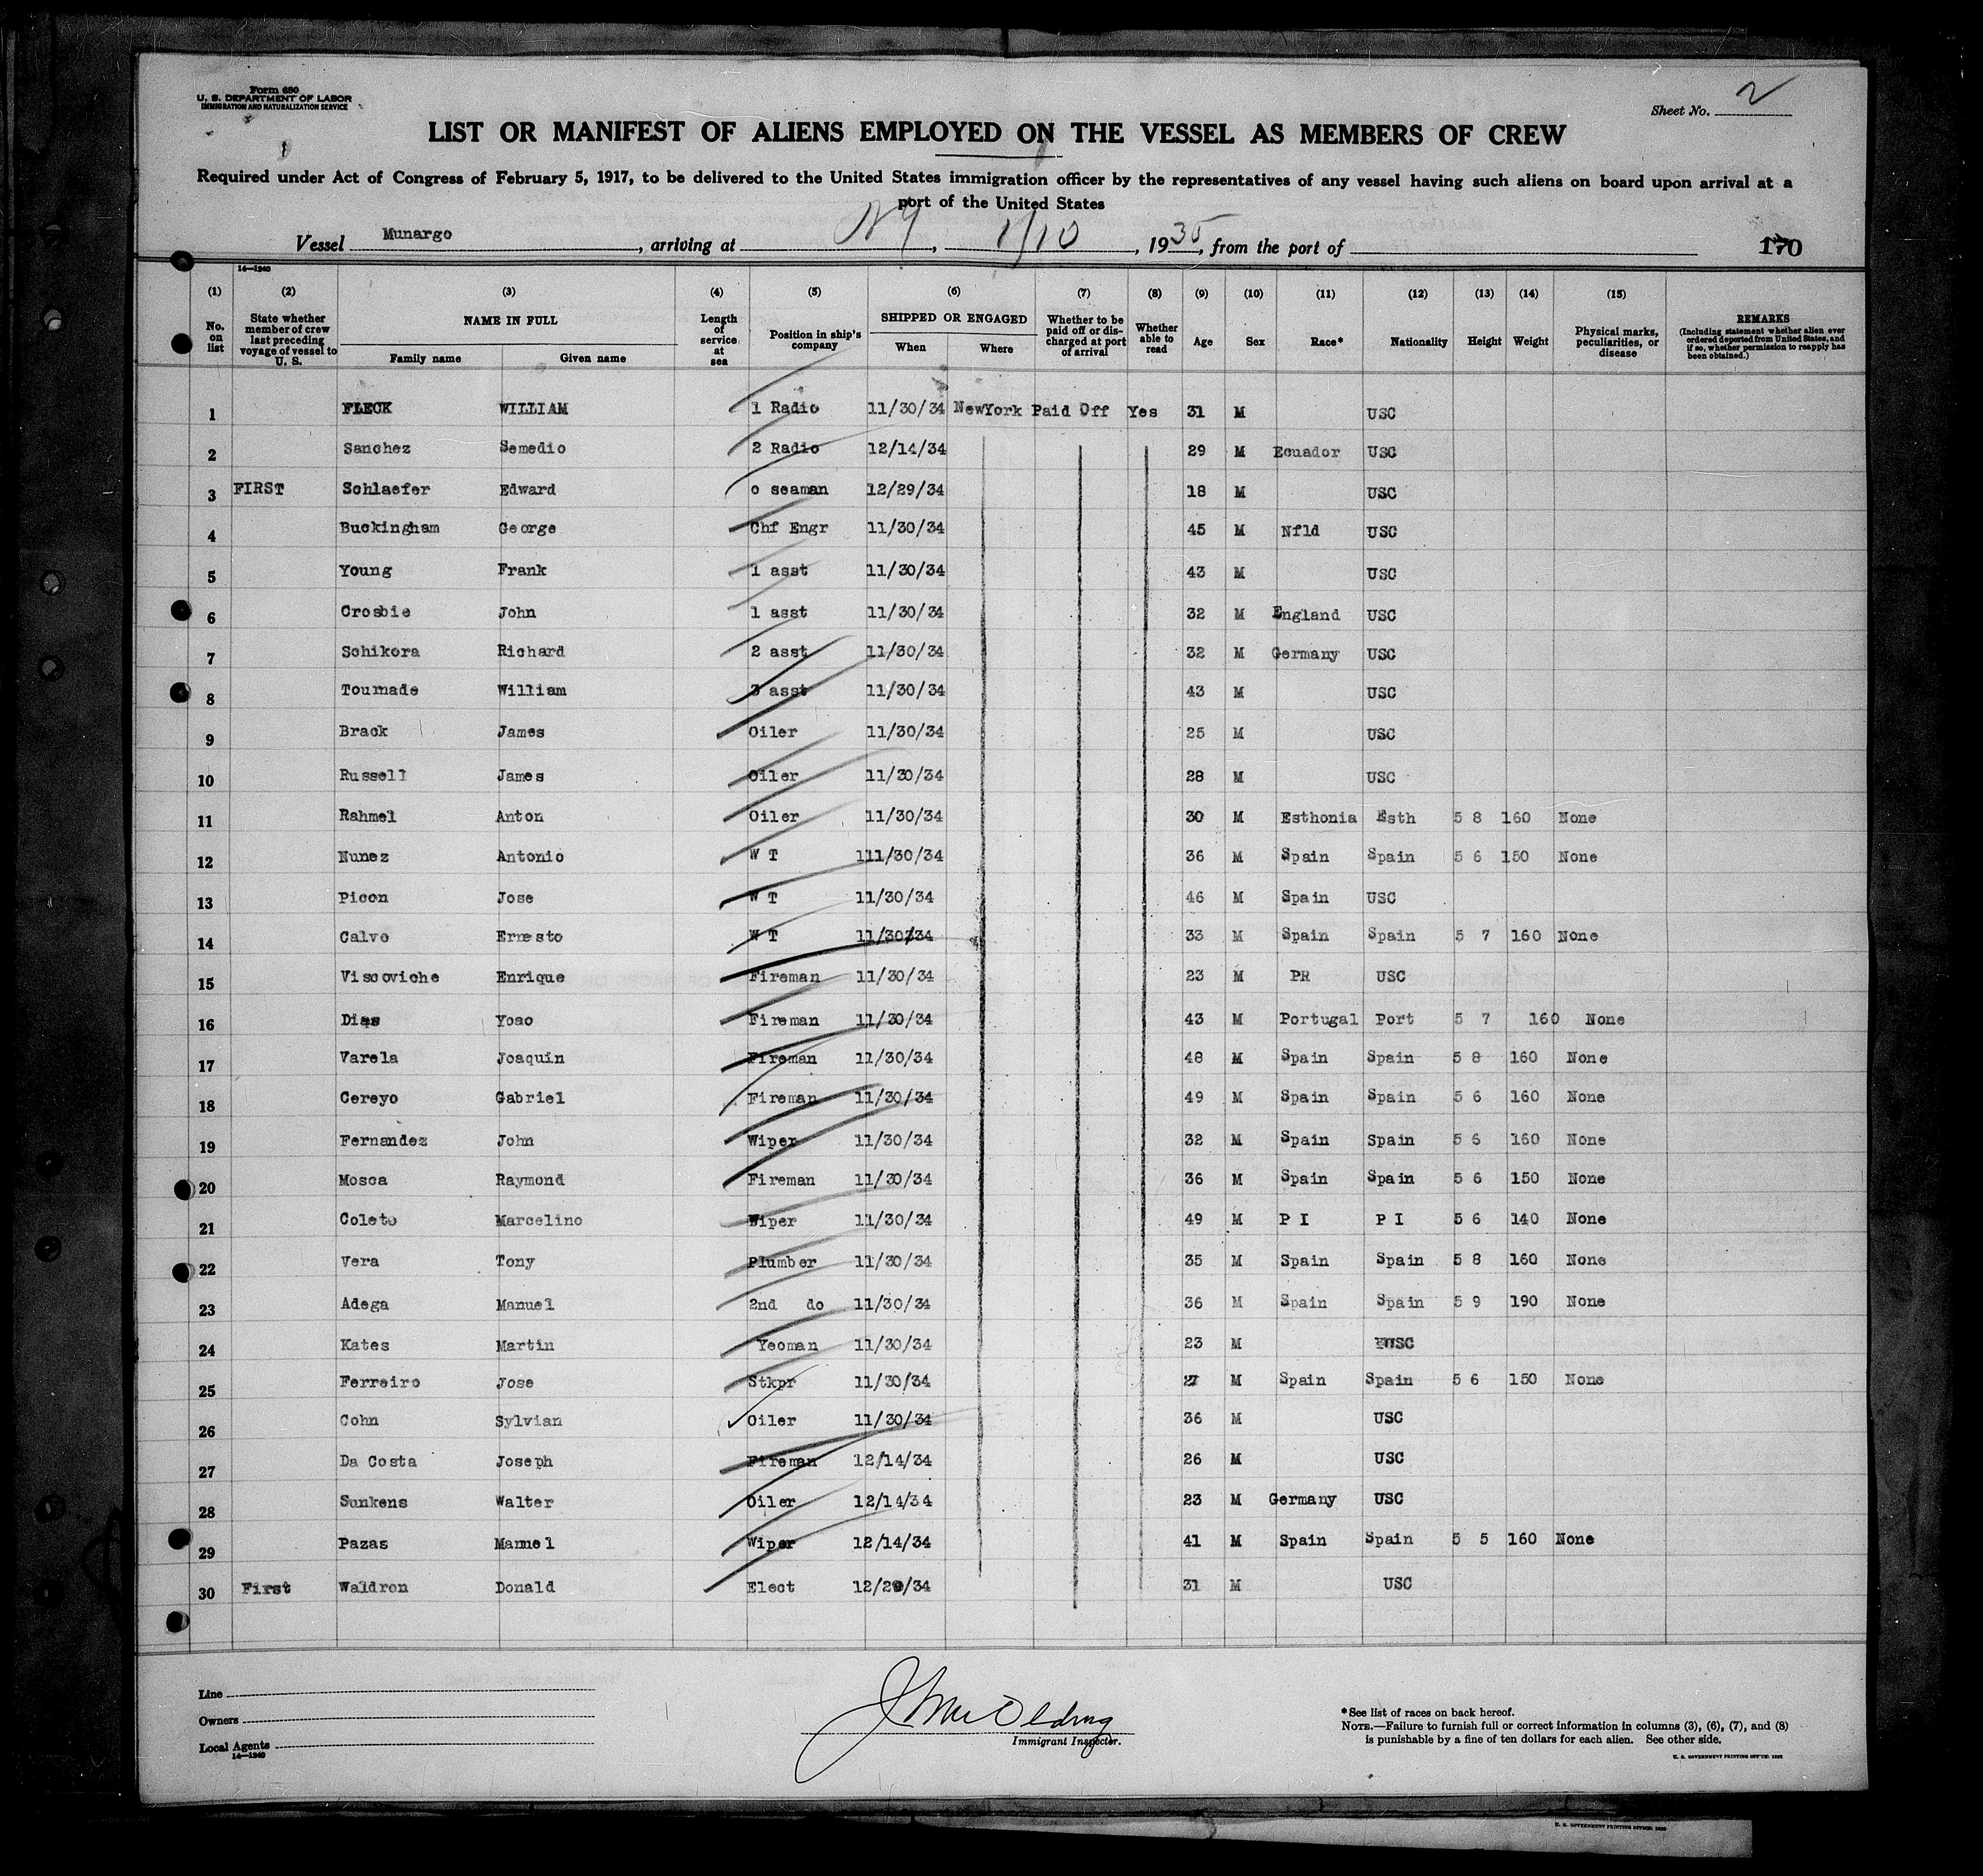 Form 680
U. S. DEPARTMENT OF LABOR
IMMIGRATION AND NATURALIZATION SERVICE
Sheet No. 2
LIST OR MANIFEST OF ALIENS EMPLOYED ON THE VESSEL AS MEMBERS OF CREW
Required under Act of Congress of February 5, 1917, to be delivered to the United States immigration officer by the representatives of any vessel having such aliens on board upon arrival at a
port of the United States
Vessel Munargo, arriving at NY, 1/10, 1935, from the port of 170
14—1240
(1) (2) (3) (4) (5) (6) (7) (8) (9) (10) (11) (12) (13) (14) (15)
No. on list State whether member of crew last preceding voyage of vessel to U. S. NAME IN FULL Family name Given name Length of service at sea Position in ship's company SHIPPED OR ENGAGED When Where Whether to be paid off or discharged at port of arrival Whether able to read Age Sex Race* Nationality Height Weight Physical marks, peculiarities, or disease REMARKS (Including statement whether alien ever ordered deported from United States, and if so, whether permission to reapply has been obtained.)
1 FLECK WILLIAM 1 Radio 11/30/34 NewYork Paid Off Yes 31 M USC
2 Sanchez Semedio 2 Radio 12/14/34 29 M Ecuador USC
3 FIRST Schlaefer Edward o seaman 12/29/34 18 M USC
4 Buckingham George Chf Engr 11/30/34 45 M Nfld USC
5 Young Frank 1 asst 11/30/34 43 M USC
6 Crosbie John 1 asst 11/30/34 32 M England USC
7 Schikora Richard 2 asst 11/30/34 32 M Germany USC
8 Tournade William 3 asst 11/30/34 43 M USC
9 Brack James Oiler 11/30/34 25 M USC
10 Russell James Oiler 11/30/34 28 M USC
11 Rahmel Anton Oiler 11/30/34 30 M Esthonia Esth 5 8 160 None
12 Nunez Antonio W T 111/30/34 36 M Spain Spain 5 6 150 None
13 Picon Jose W T 11/30/34 46 M Spain USC
14 Calvo Ernesto W T 11/30/34 33 M Spain Spain 5 7 160 None
15 Viscoviche Enrique Fireman 11/30/34 23 M PR USC
16 Dias Yoao Fireman 11/30/34 43 M Portugal Port 5 7 160 None
17 Varela Joaquin Fireman 11/30/34 48 M Spain Spain 5 8 160 None
18 Cereyo Gabriel Fireman 11/30/34 49 M Spain Spain 5 6 160 None
19 Fernandez John Wiper 11/30/34 32 M Spain Spain 5 6 160 None
20 Mosca Raymond Fireman 11/30/34 36 M Spain Spain 5 6 150 None
21 Coleto Marcelino Wiper 11/30/34 49 M P I P I 5 6 140 None
22 Vera Tony Plumber 11/30/34 35 M Spain Spain 5 8 160 None
23 Adega Manuel 2nd do 11/30/34 36 M Spain Spain 5 9 190 None
24 Kates Martin Yeoman 11/30/34 23 M USC
25 Ferreiro Jose Stkpr 11/30/34 M Spain Spain 5 6 150 None
26 Cohn Sylvian Oiler 11/30/34 36 M USC
27 Da Costa Joseph Fireman 12/14/34 26 M USC
28 Sunkens Walter Oiler 12/14/34 23 M Germany USC
29 Pazas Manuel Wiper 12/14/34 41 M Spain Spain 5 5 160 None
30 First Waldron Donald Elect 12/29/34 31 M USC
Line
Owners
Local Agents
14—1240
Immigrant Inspector.
*See list of races on back hereof.
NOTE.—Failure to furnish full or correct information in columns (3), (6), (7), and (8)
is punishable by a fine of ten dollars for each alien. See other side.
U. S. GOVERNMENT PRINTING OFFICE:
U. S. GOVERNMENT PRINTING OFFICE: